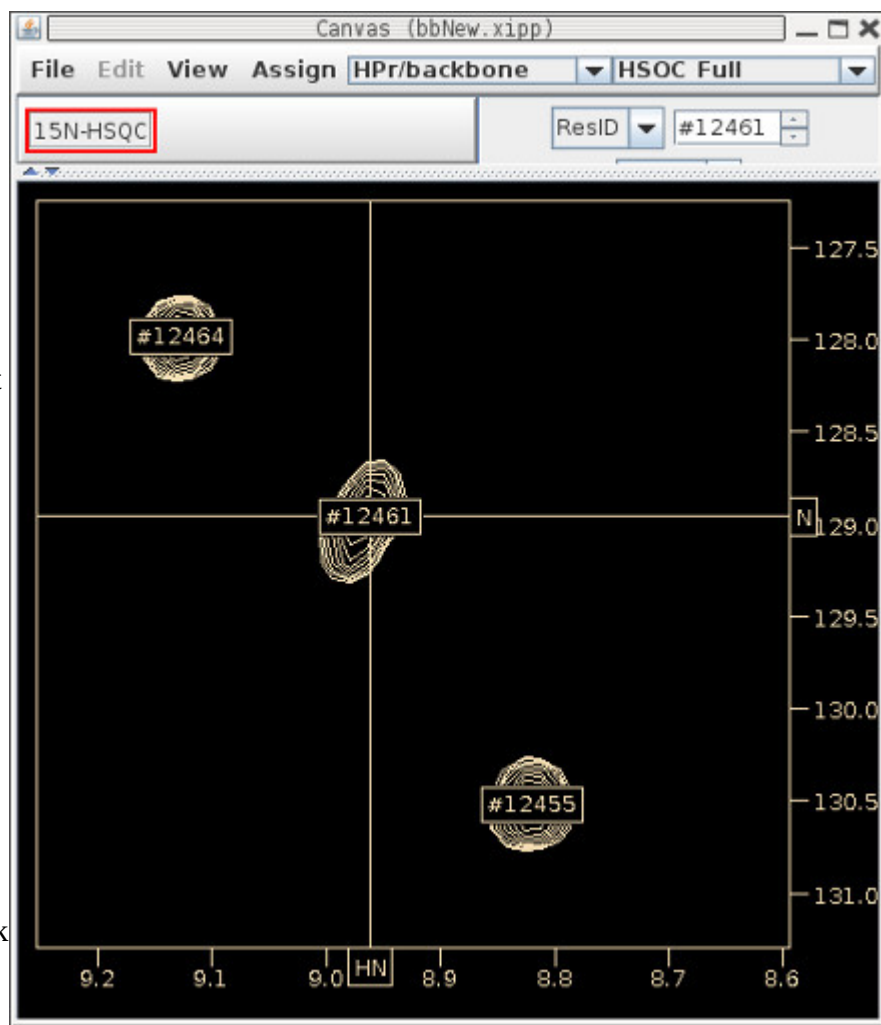 Canvas (bbNew.xipp)
File Edit View Assign HPr/backbone HSQC Full
15N-HSQC ResID #12461
127.5
#12464
128.0
128.5
#12461
N
129.0
129.5
130.0
#12455
130.5
131.0
9.2 9.1 9.0 HN 8.9 8.8 8.7 8.6